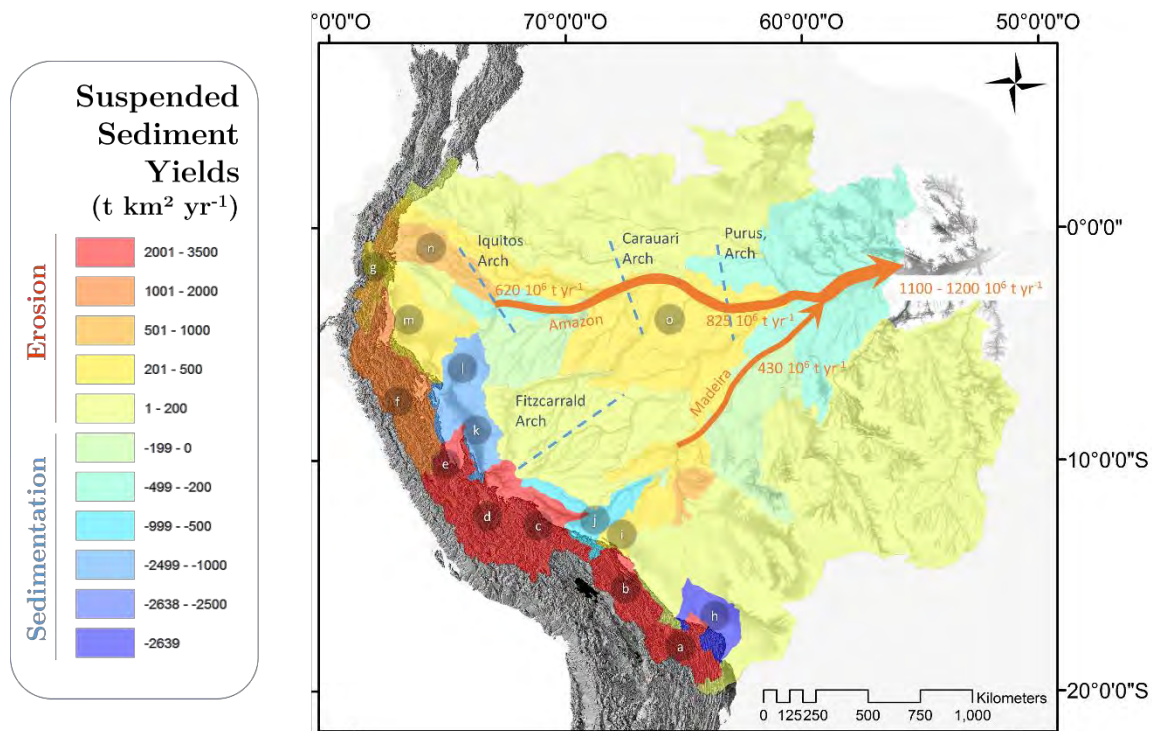 Suspended
Sediment
Yields
(t km² yr⁻¹)
Erosion
2001 - 3500
1001 - 2000
501 - 1000
201 - 500
1 - 200
Sedimentation
-199 - 0
-499 - -200
-999 - -500
-2499 - -1000
-2638 - -2500
-2639
°0'0"O
70°0'0"O
60°0'0"O
50°0'0"O
0°0'0"
10°0'0"S
20°0'0"S
Iquitos
Arch
Carauari
Arch
Purus,
Arch
Fitzcarrald
Arch
620 10⁶ t yr⁻¹
Amazon
825 10⁶ t yr⁻¹
1100 - 1200 10⁶ t yr⁻¹
430 10⁶ t yr⁻¹
Madeira
n
g
m
o
l
f
k
e
d
c
j
i
b
h
a
Kilometers
0 125 250 500 750 1,000